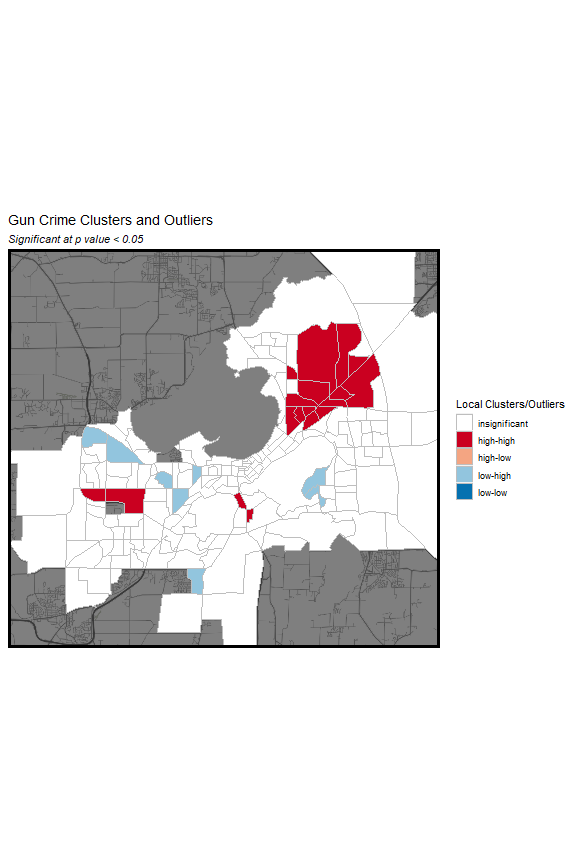 Gun Crime Clusters and Outliers
Significant at p value < 0.05
Local Clusters/Outliers
insignificant
high-high
high-low
low-high
low-low